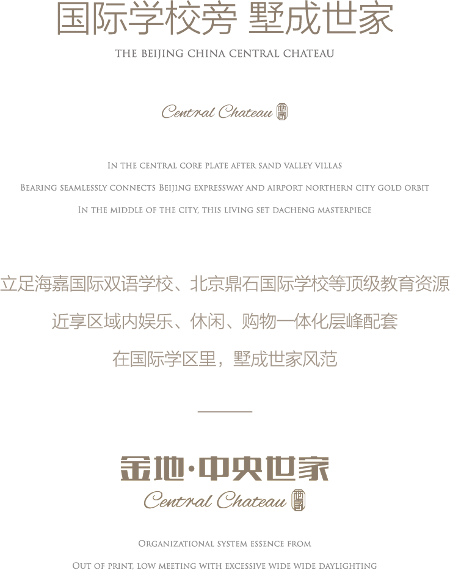 国际学校旁 墅成世家
THE BEIJING CHINA CENTRAL CHATEAU
Central Chateau
IN THE CENTRAL CORE PLATE AFTER SAND VALLEY VILLAS
BEARING SEAMLESSLY CONNECTS BEIJING EXPRESSWAY AND AIRPORT NORTHERN CITY GOLD ORBIT
IN THE MIDDLE OF THE CITY, THIS LIVING SET DACHENG MASTERPIECE
立足海嘉国际双语学校、北京鼎石国际学校等顶级教育资源
近享区域内娱乐、休闲、购物一体化层峰配套
在国际学区里，墅成世家风范
金地·中央世家
Central Chateau
ORGANIZATIONAL SYSTEM ESSENCE FROM
OUT OF PRINT, LOW MEETING WITH EXCESSIVE WIDE WIDE DAYLIGHTING